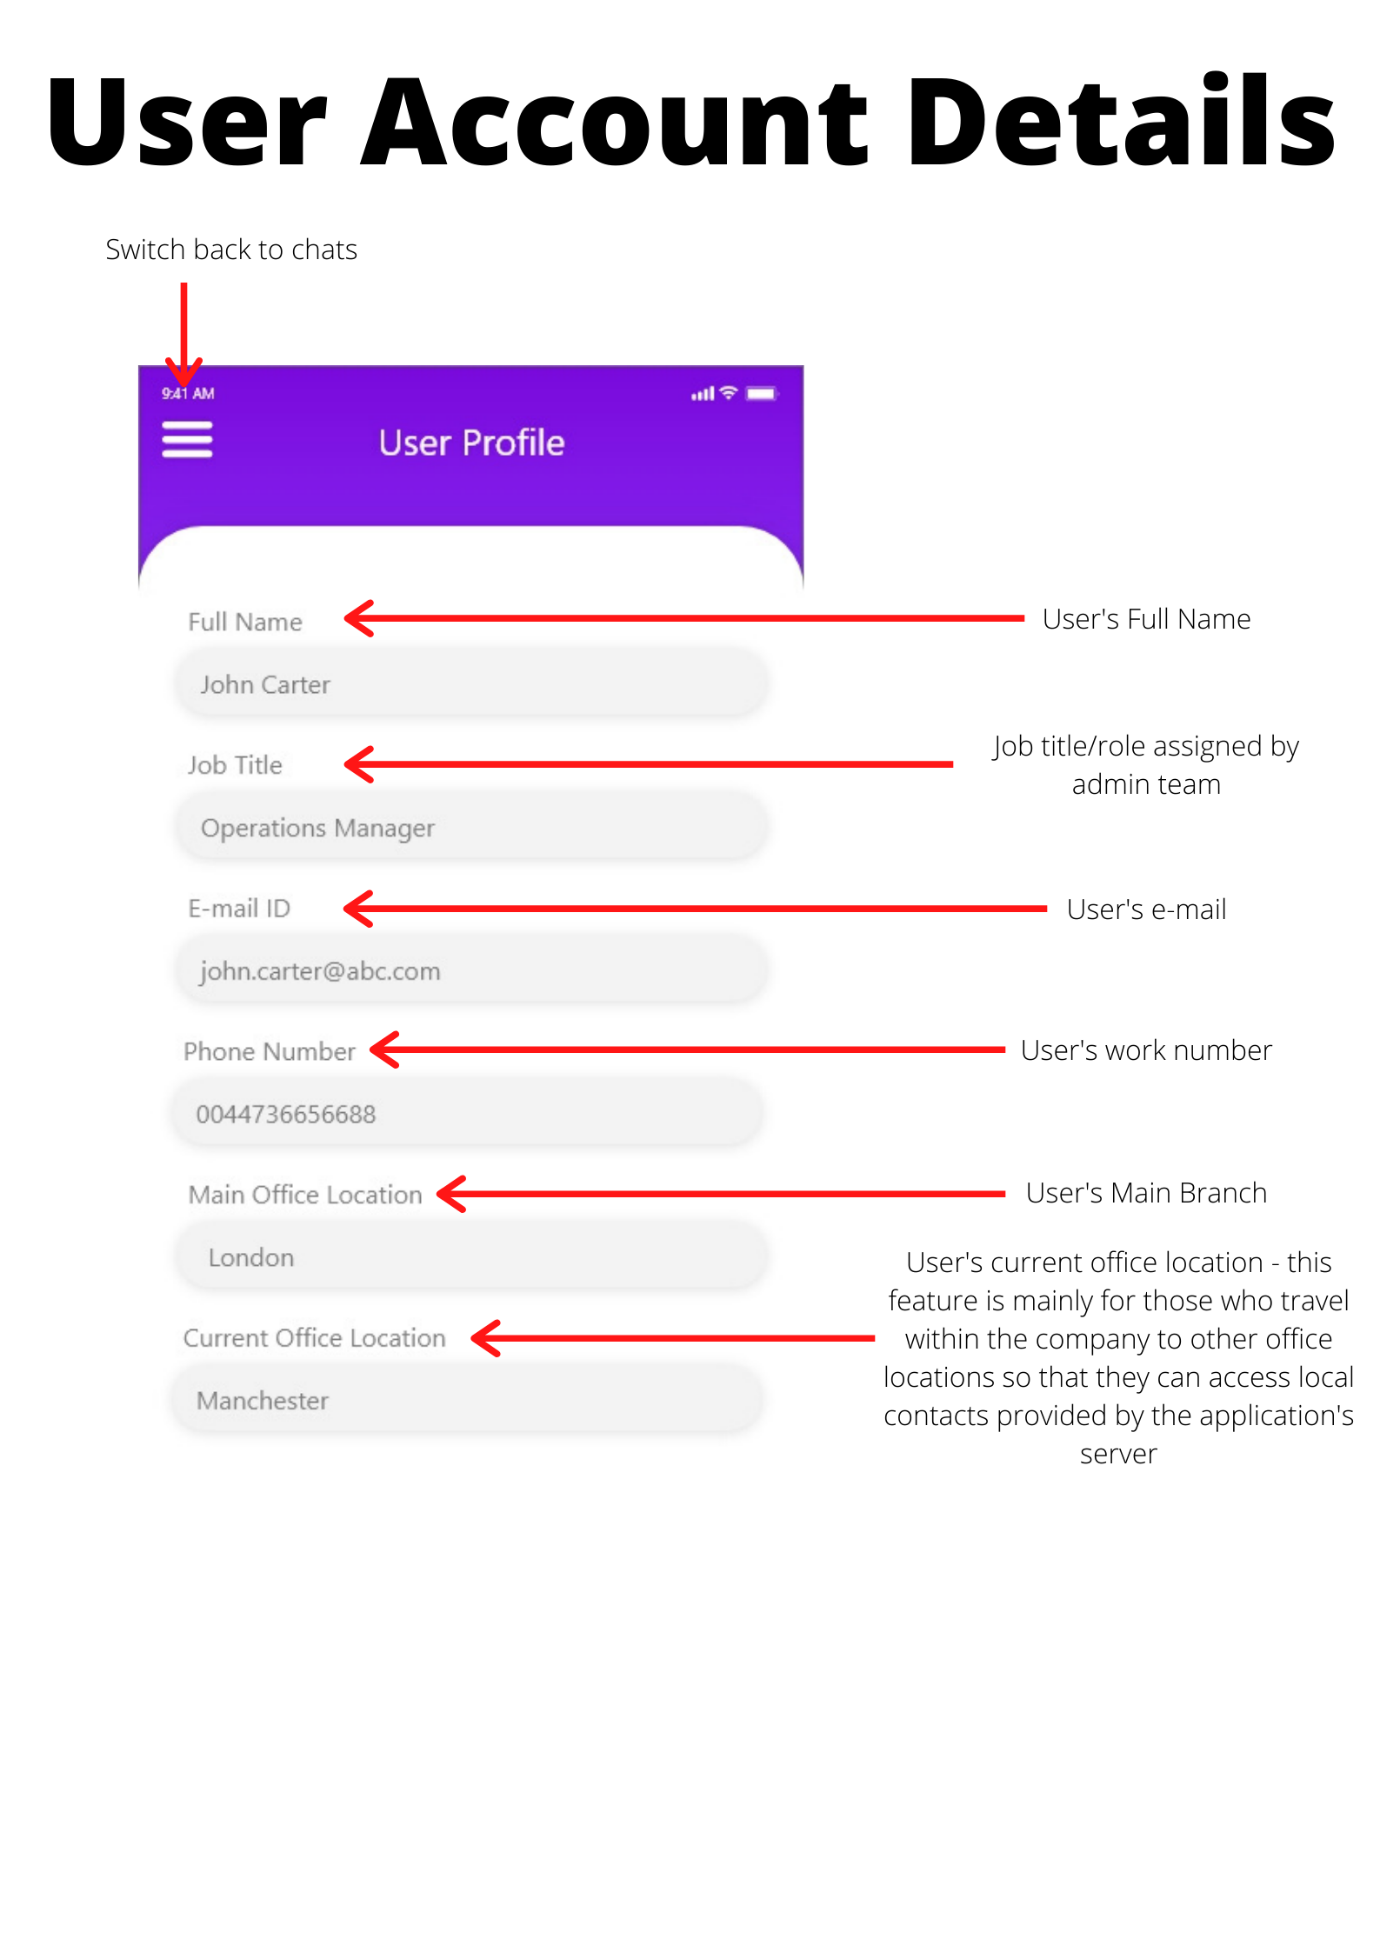 User Account Details
Switch back to chats
9:41 AM
User Profile
Full Name
User's Full Name
John Carter
Job Title
Job title/role assigned by
admin team
Operations Manager
E-mail ID
User's e-mail
john.carter@abc.com
Phone Number
User's work number
0044736656688
Main Office Location
User's Main Branch
London
Current Office Location
User's current office location - this
feature is mainly for those who travel
within the company to other office
locations so that they can access local
contacts provided by the application's
server
Manchester